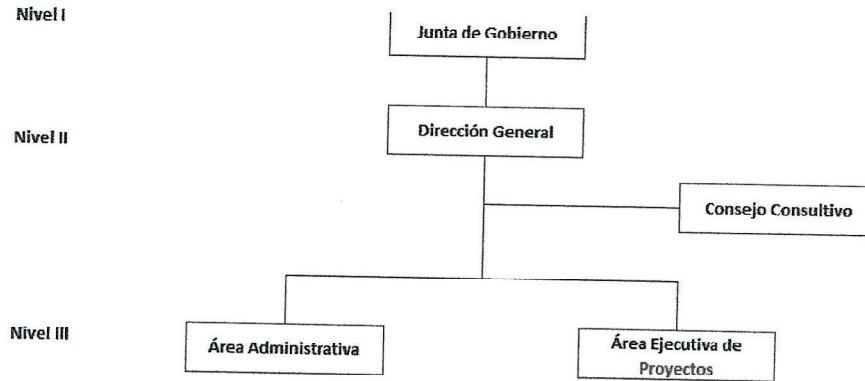 Nivel I
Junta de Gobierno
Nivel II
Dirección General
Consejo Consultivo
Nivel III
Área Administrativa
Área Ejecutiva de
Proyectos